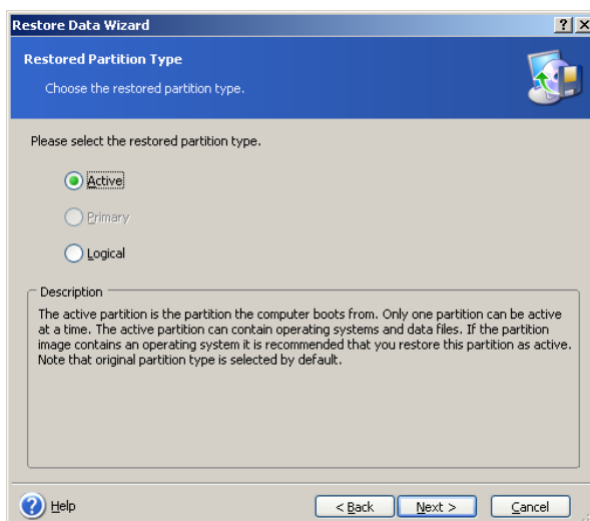 Restore Data Wizard
Restored Partition Type
Choose the restored partition type.
Please select the restored partition type.
Active
Primary
Logical
Description
The active partition is the partition the computer boots from. Only one partition can be active
at a time. The active partition can contain operating systems and data files. If the partition
image contains an operating system it is recommended that you restore this partition as active.
Note that original partition type is selected by default.
Help
< Back
Next >
Cancel